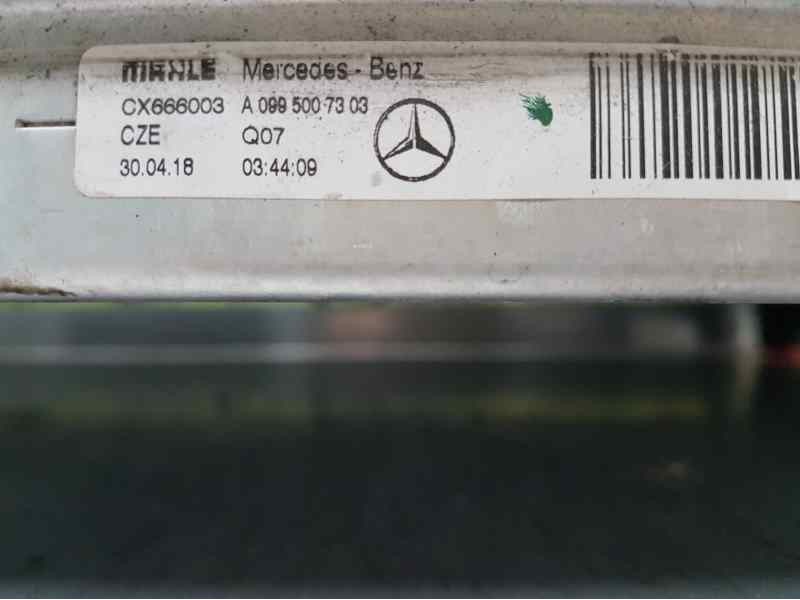 MAHLE Mercedes-Benz
CX666003 A 099 500 73 03
CZE Q07
30.04.18 03:44:09